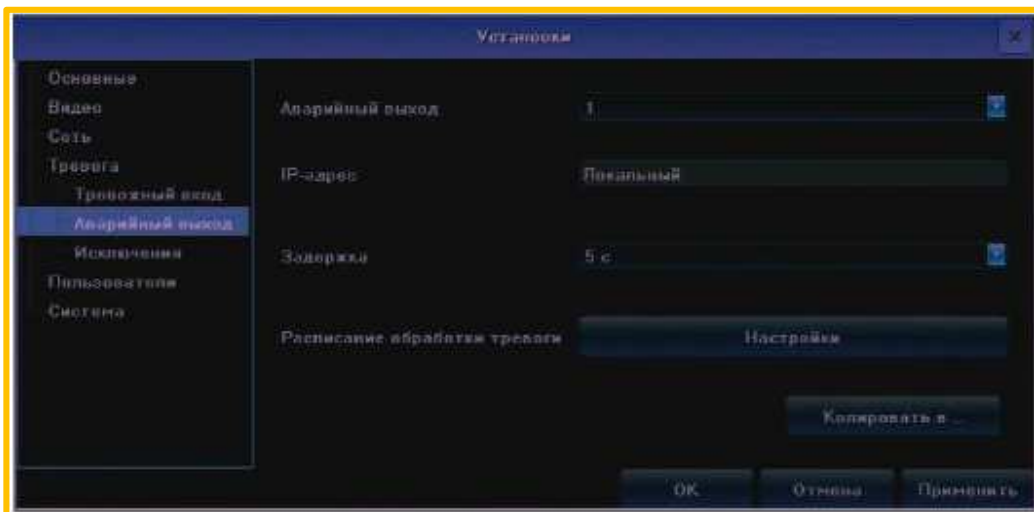 Установки
Основные
Видео
Сеть
Тревога
Тревожный вход
Аварийный выход
Исключения
Пользователи
Система
Аварийный выход
1
IP-адрес
Локальный
Задержка
5 с
Расписание обработки тревоги
Настройки
Копировать в ...
OK
Отмена
Применить